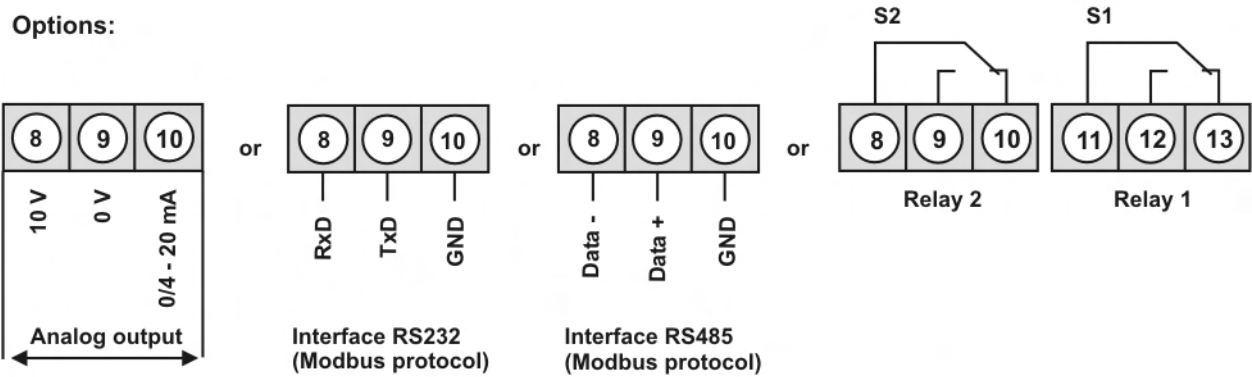 Options:
S2
S1
8 9 10
or
8 9 10
or
8 9 10
or
8 9 10
11 12 13
10 V
0 V
0/4 - 20 mA
RxD
TxD
GND
Data -
Data +
GND
Relay 2
Relay 1
Analog output
Interface RS232
(Modbus protocol)
Interface RS485
(Modbus protocol)